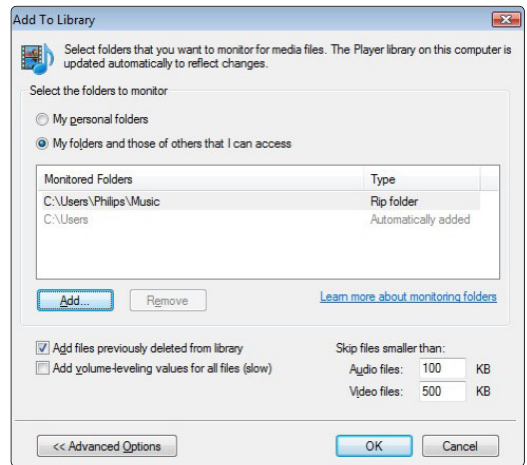 Add To Library
Select folders that you want to monitor for media files. The Player library on this computer is
updated automatically to reflect changes.
Select the folders to monitor
My personal folders
My folders and those of others that I can access
Monitored Folders Type
C:\Users\Philips\Music Rip folder
C:\Users Automatically added
Add... Remove Learn more about monitoring folders
Add files previously deleted from library Skip files smaller than:
Add volume-leveling values for all files (slow) Audio files: 100 KB
Video files: 500 KB
<< Advanced Options OK Cancel